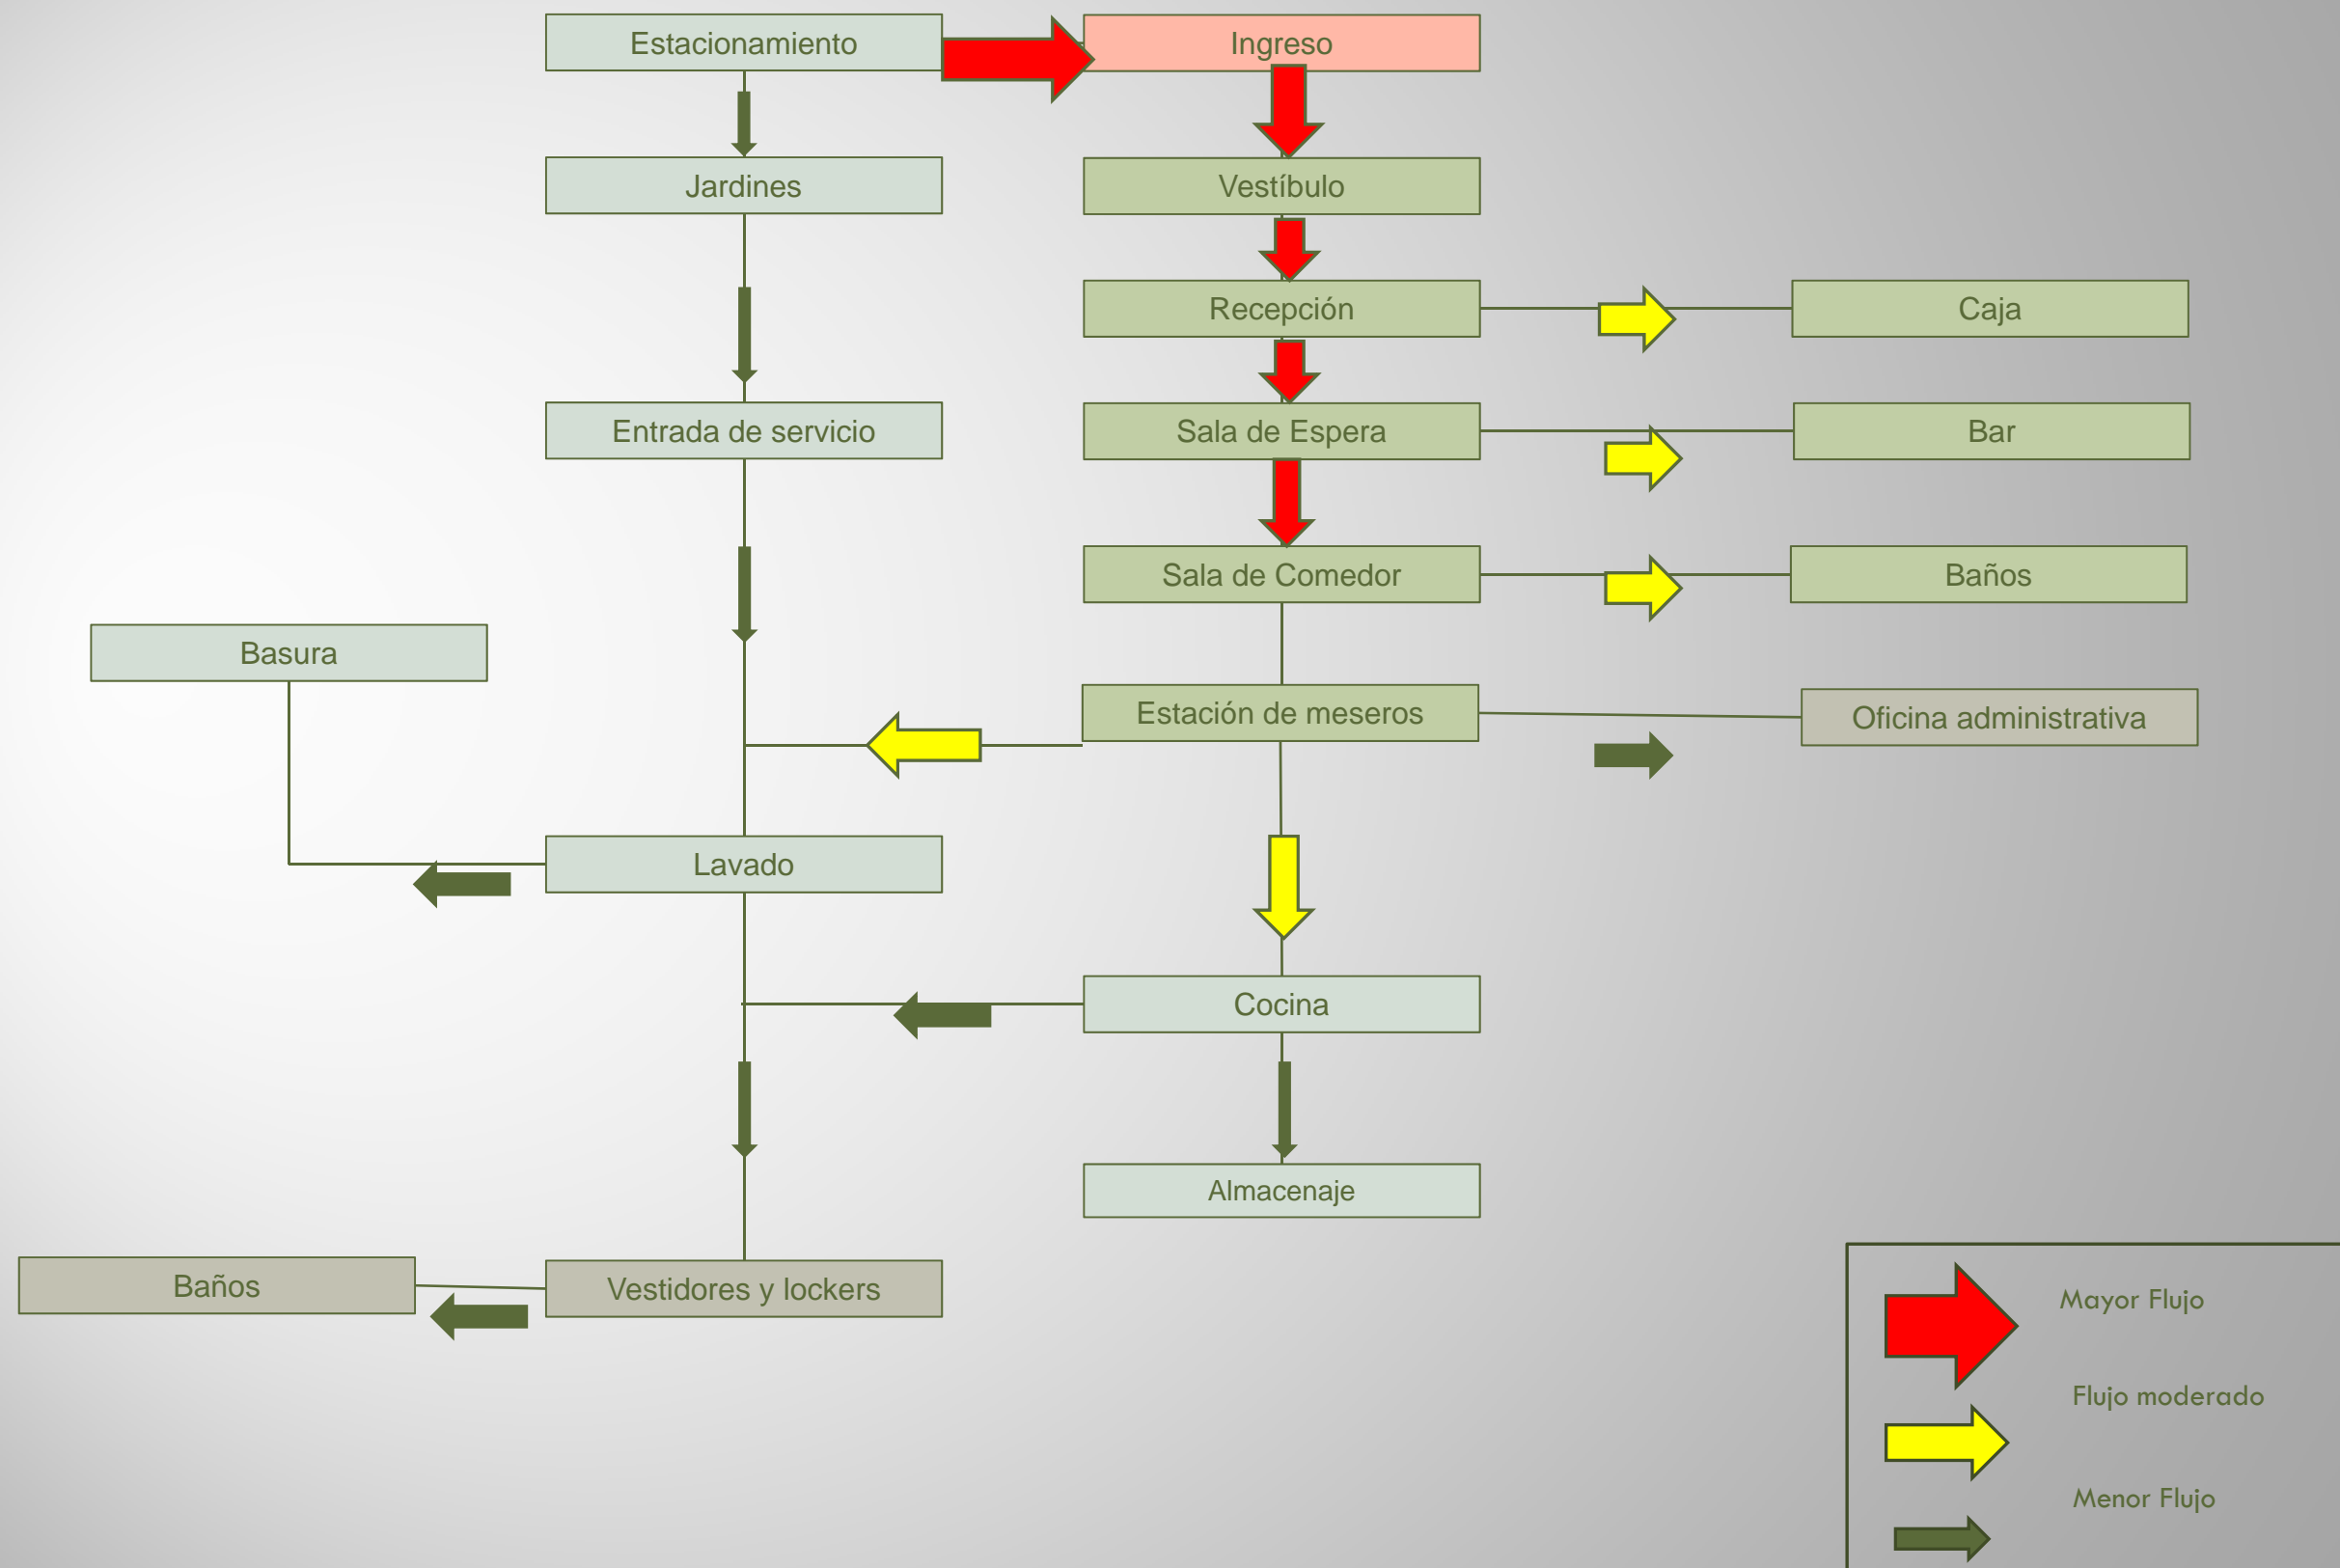 Estacionamiento
Ingreso
Jardines
Vestíbulo
Recepción
Caja
Entrada de servicio
Sala de Espera
Bar
Sala de Comedor
Baños
Basura
Estación de meseros
Oficina administrativa
Lavado
Cocina
Almacenaje
Baños
Vestidores y lockers
Mayor Flujo
Flujo moderado
Menor Flujo